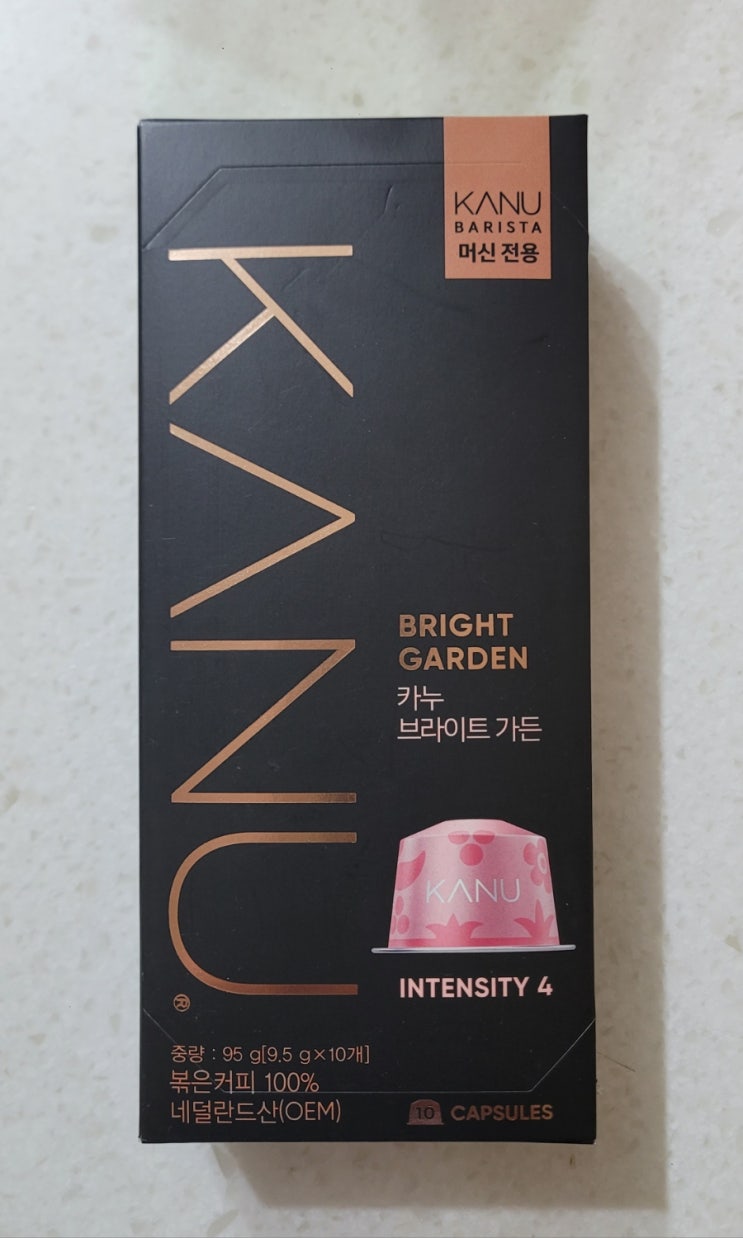 KANU
BARISTA
머신 전용
KANU
BRIGHT
GARDEN
카누
브라이트 가든
KANU
INTENSITY 4
중량 : 95 g[9.5 g×10개]
볶은커피 100%
네덜란드산(OEM)
10 CAPSULES